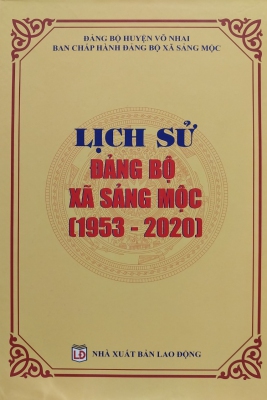 ĐẢNG BỘ HUYỆN VÕ NHAI
BAN CHẤP HÀNH ĐẢNG BỘ XÃ SẢNG MỘC
LỊCH SỬ
ĐẢNG BỘ
XÃ SẢNG MỘC
(1953 - 2020)
LĐ
NHÀ XUẤT BẢN LAO ĐỘNG